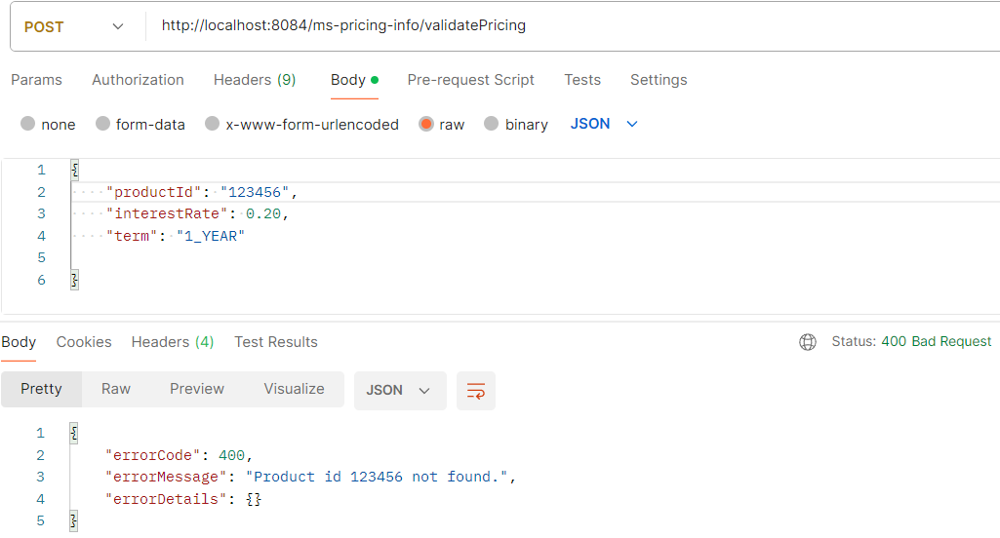 POST http://localhost:8084/ms-pricing-info/validatePricing
Params Authorization Headers (9) Body Pre-request Script Tests Settings
none form-data x-www-form-urlencoded raw binary JSON
1 {
2 "productId": "123456",
3 "interestRate": 0.20,
4 "term": "1_YEAR"
5
6 }
Body Cookies Headers (4) Test Results Status: 400 Bad Request
Pretty Raw Preview Visualize JSON
1 {
2 "errorCode": 400,
3 "errorMessage": "Product id 123456 not found.",
4 "errorDetails": {}
5 }